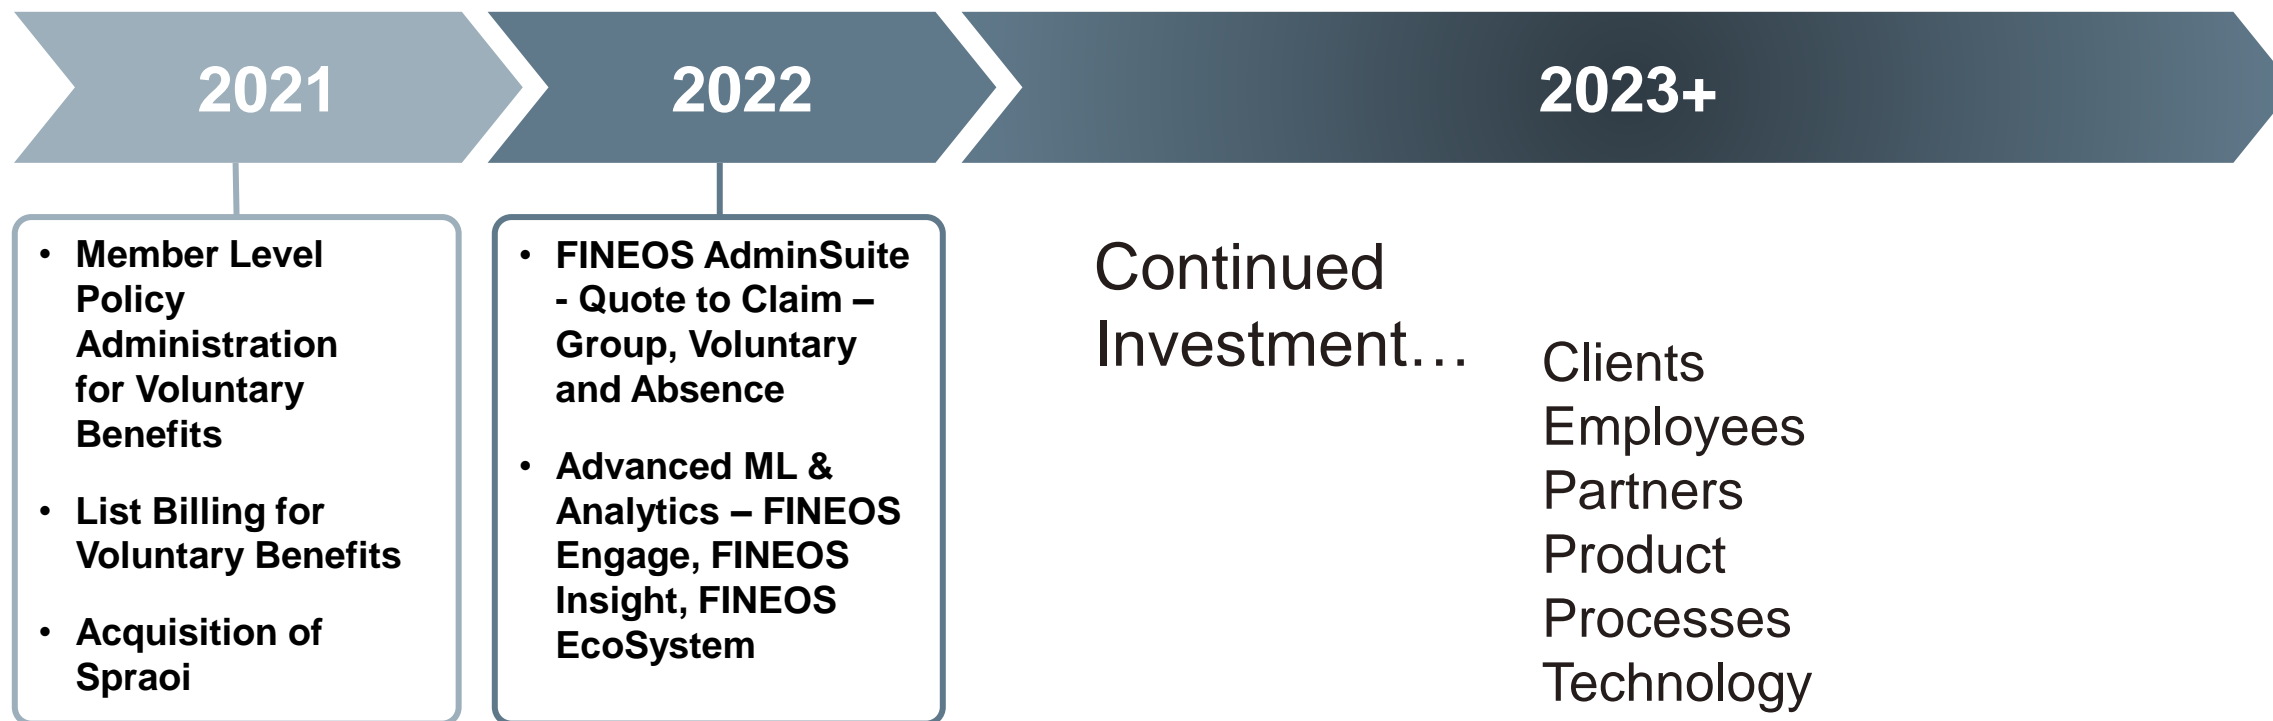 2021
2022
2023+
• Member Level
Policy
Administration
for Voluntary
Benefits
• List Billing for
Voluntary Benefits
• Acquisition of
Spraoi
• FINEOS AdminSuite
- Quote to Claim –
Group, Voluntary
and Absence
• Advanced ML &
Analytics – FINEOS
Engage, FINEOS
Insight, FINEOS
EcoSystem
Continued
Investment…
Clients
Employees
Partners
Product
Processes
Technology